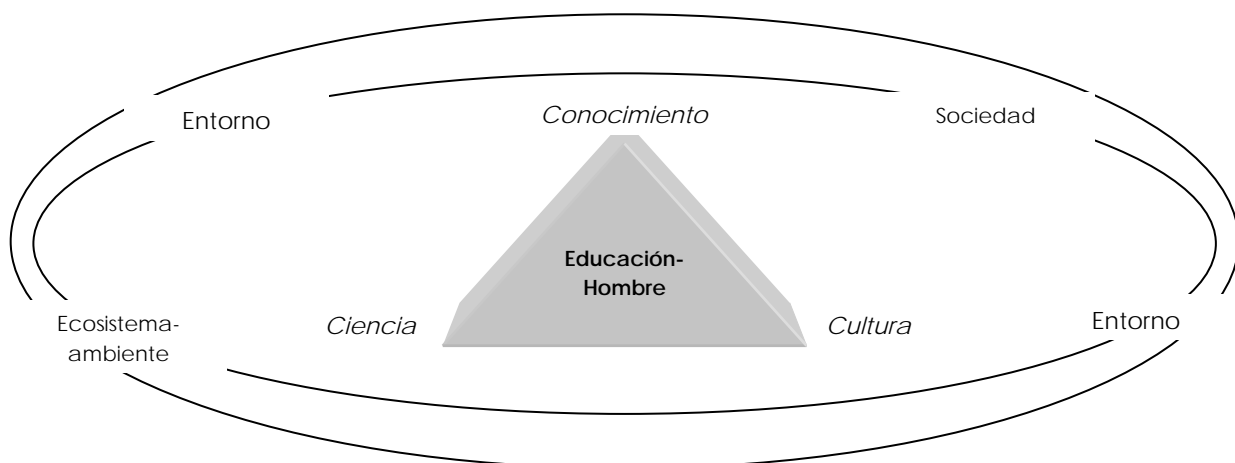 Conocimiento
Sociedad
Entorno
Educación-
Hombre
Ciencia
Cultura
Entorno
Ecosistema-
ambiente